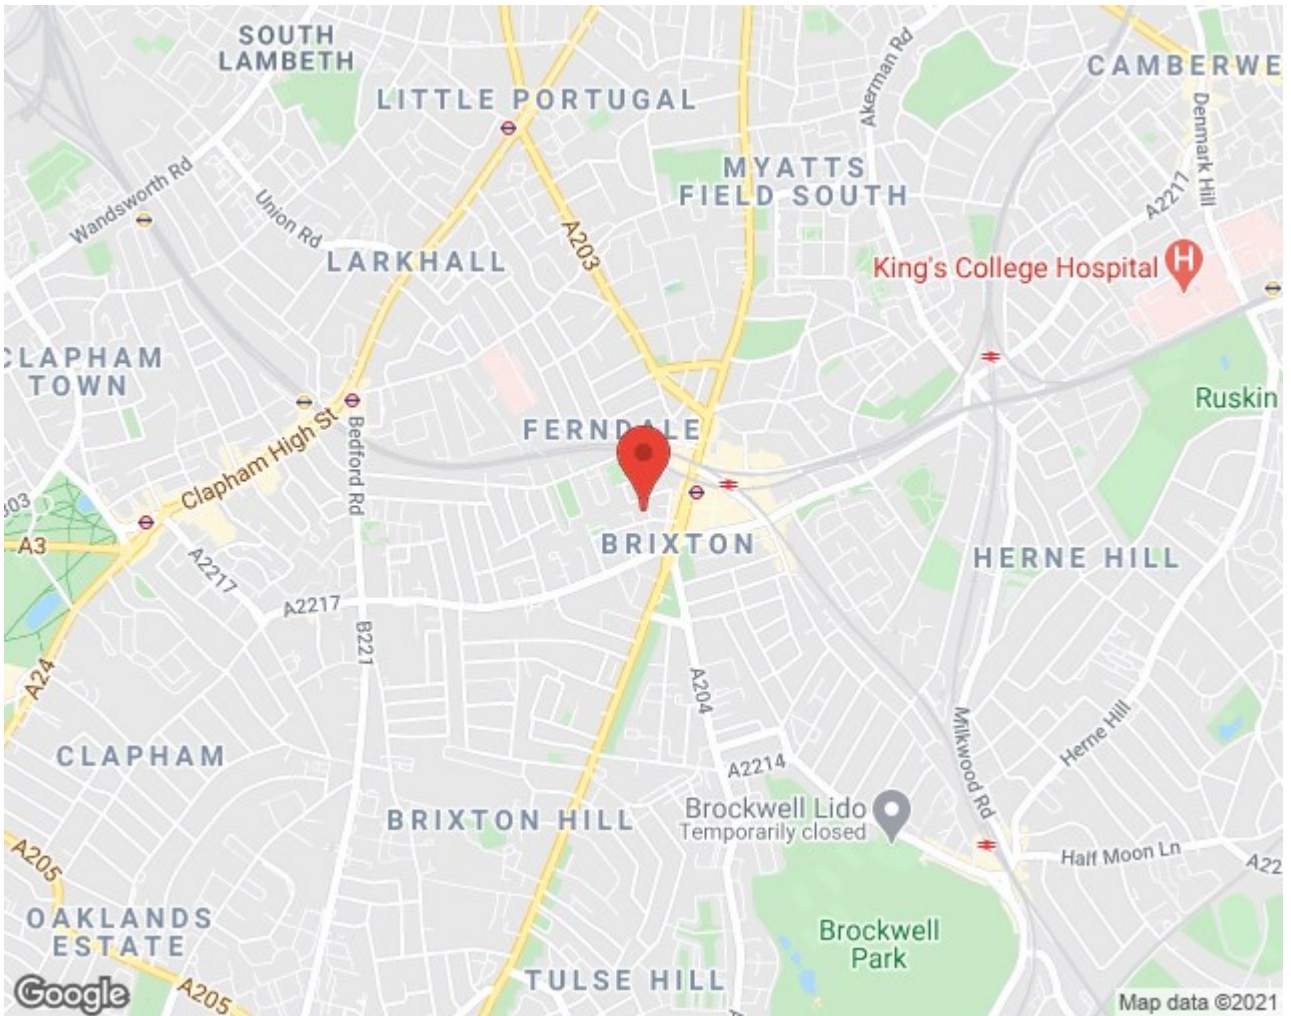 SOUTH
LAMBETH
LITTLE PORTUGAL
Akerman Rd
CAMBERWE
Denmark Hill
MYATTS
FIELD SOUTH
A2217
Wandsworth Rd
Union Rd
A203
LARKHALL
King's College Hospital
H
CLAPHAM
TOWN
Ruskin
Clapham High St
Bedford Rd
FERNDALE
303
A3
BRIXTON
HERNE HILL
A2217
A2217
B221
A24
A204
Milkwood Rd
Herne Hill
CLAPHAM
A2214
BRIXTON HILL
Brockwell Lido
Temporarily closed
A205
Half Moon Ln
A22
OAKLANDS
ESTATE
Brockwell
Park
TULSE HILL
A205
Google
Map data ©2021